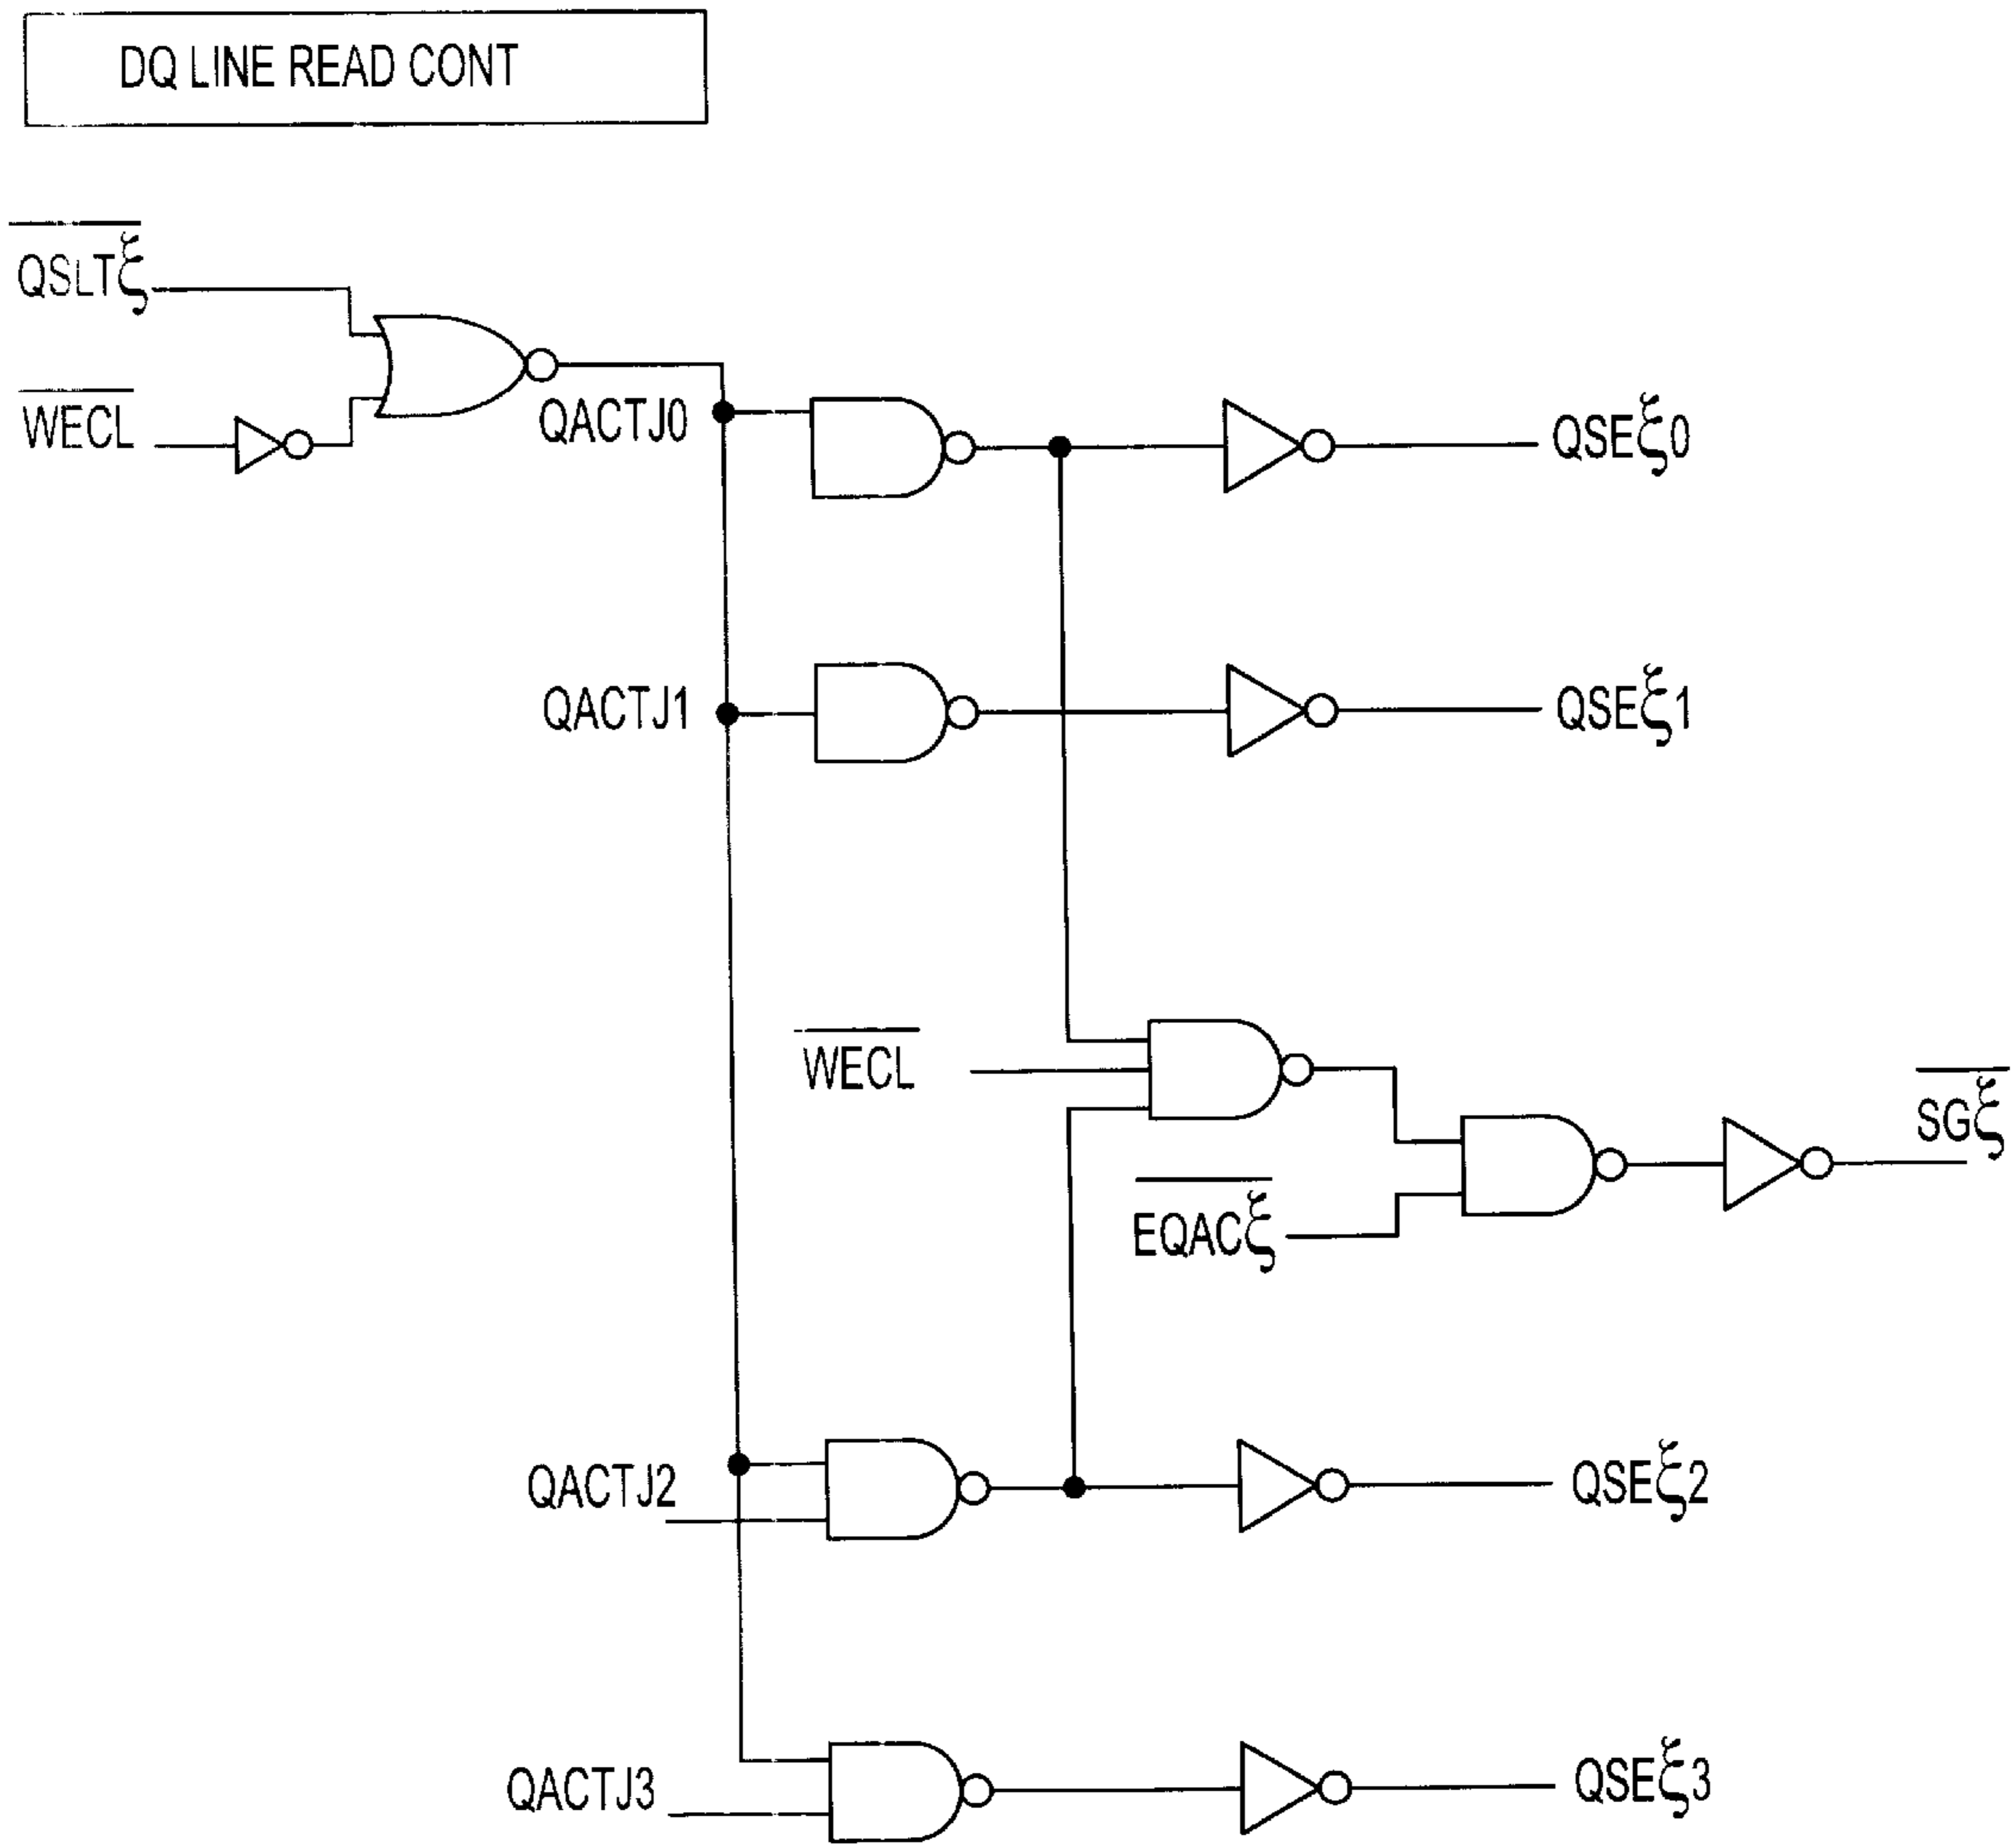 DQ LINE READ CONT
QSLTξ
WECL
QACTJ0
QSEξ0
QACTJ1
QSEξ1
WECL
SGξ
EQACξ
QACTJ2
QSEξ2
QACTJ3
QSEξ3